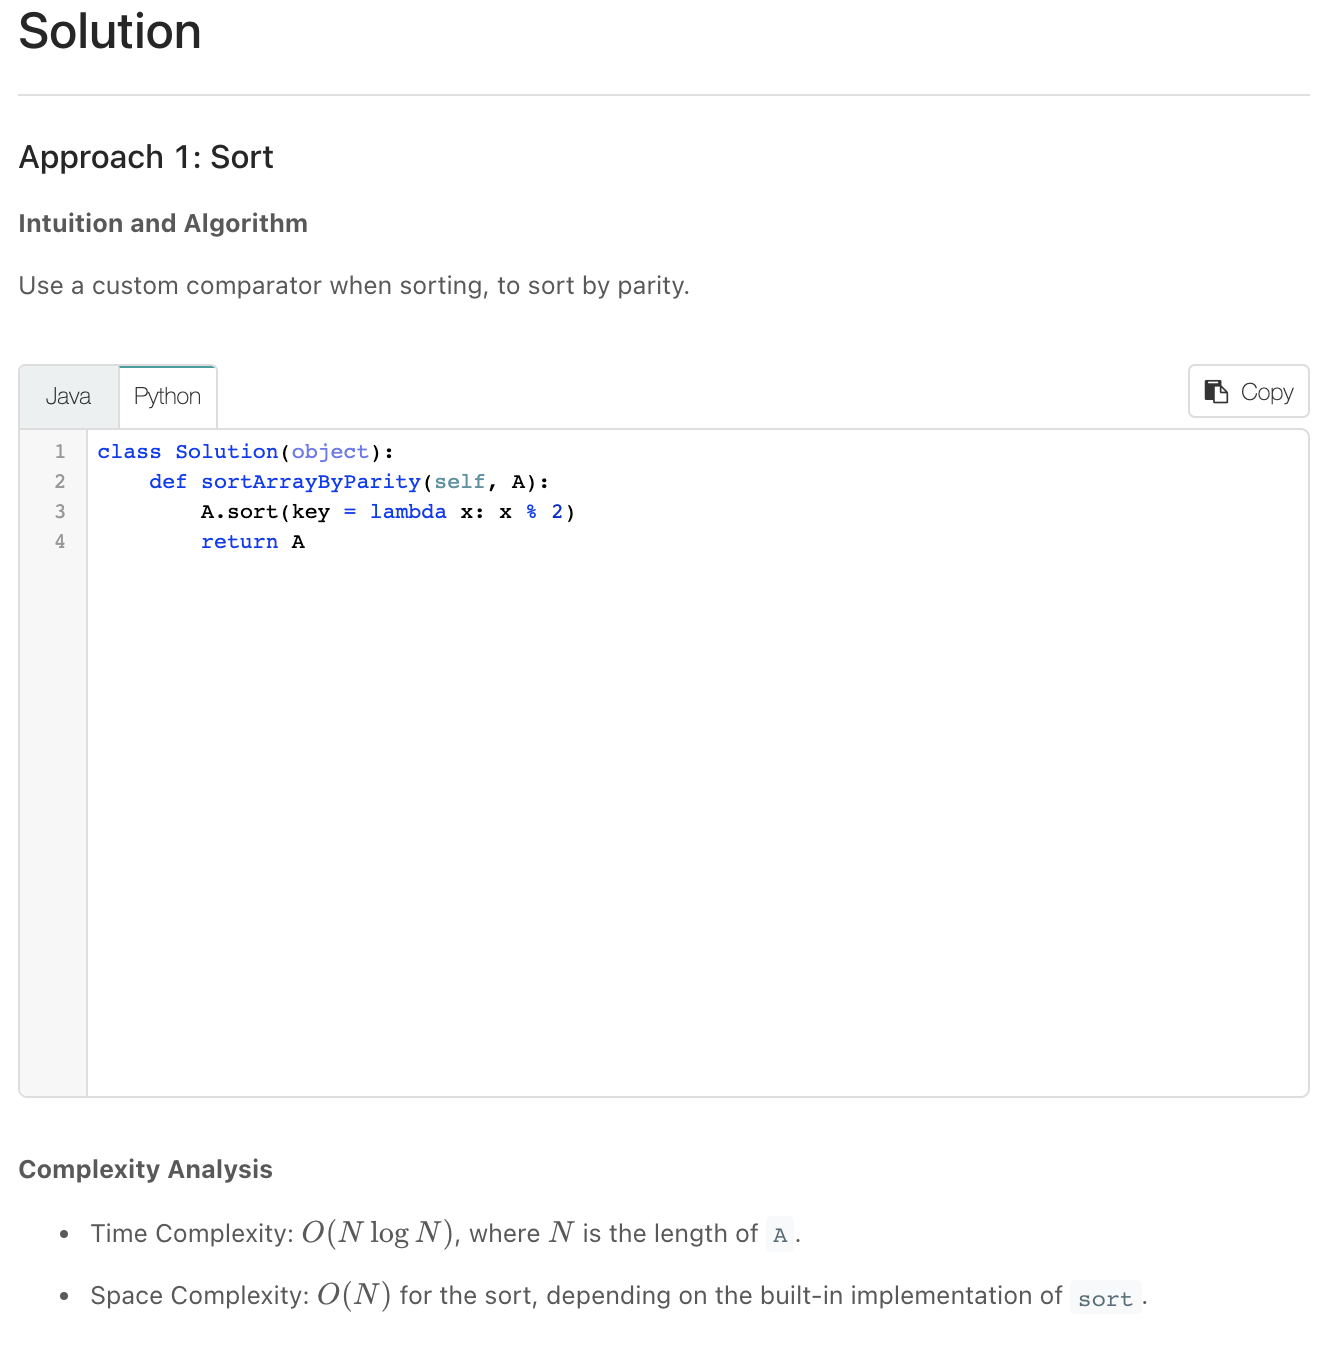 Solution
Approach 1: Sort
Intuition and Algorithm
Use a custom comparator when sorting, to sort by parity.
Java Python Copy
1 class Solution(object):
2     def sortArrayByParity(self, A):
3         A.sort(key = lambda x: x % 2)
4         return A
Complexity Analysis
• Time Complexity: O(N log N), where N is the length of A.
• Space Complexity: O(N) for the sort, depending on the built-in implementation of sort.